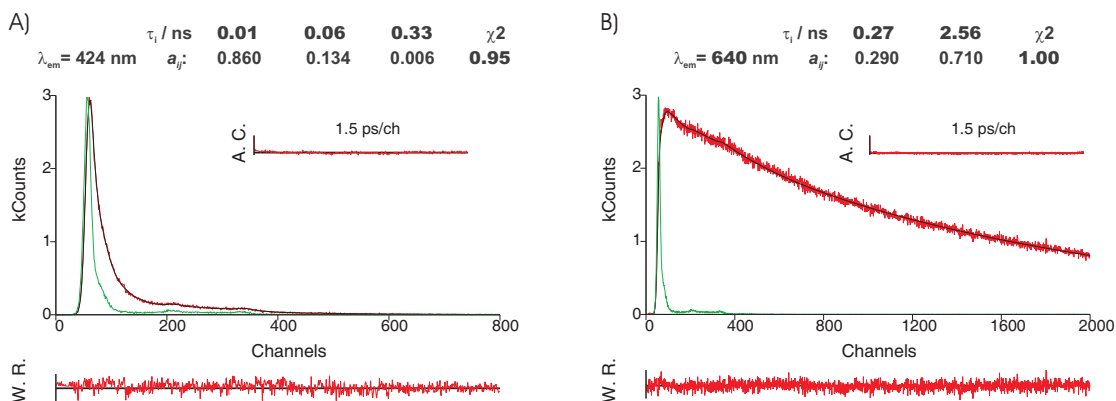 A)
τi / ns 0.01 0.06 0.33 χ2
λem= 424 nm aij: 0.860 0.134 0.006 0.95
3
2
1
0
kCounts
A. C.
1.5 ps/ch
0 200 400 600 800
Channels
W. R.
B)
τi / ns 0.27 2.56 χ2
λem= 640 nm aij: 0.290 0.710 1.00
3
2
1
0
kCounts
A. C.
1.5 ps/ch
0 400 800 1200 1600 2000
Channels
W. R.